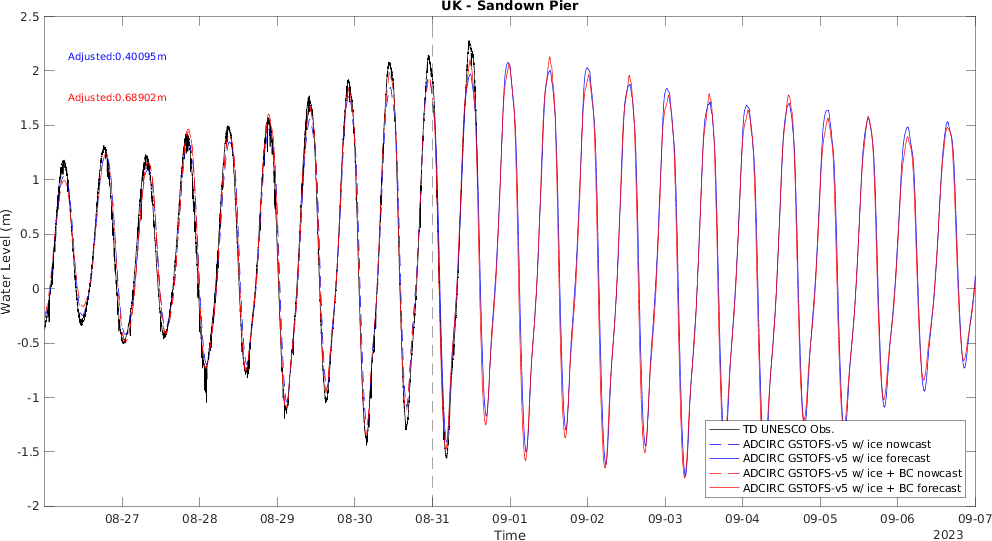 UK - Sandown Pier
2.5
2
1.5
1
0.5
0
-0.5
-1
-1.5
-2
Water Level (m)
Adjusted:0.40095m
Adjusted:0.68902m
TD UNESCO Obs.
ADCIRC GSTOFS-v5 w/ ice nowcast
ADCIRC GSTOFS-v5 w/ ice forecast
ADCIRC GSTOFS-v5 w/ ice + BC nowcast
ADCIRC GSTOFS-v5 w/ ice + BC forecast
08-27 08-28 08-29 08-30 08-31 09-01 09-02 09-03 09-04 09-05 09-06 09-07
Time
2023